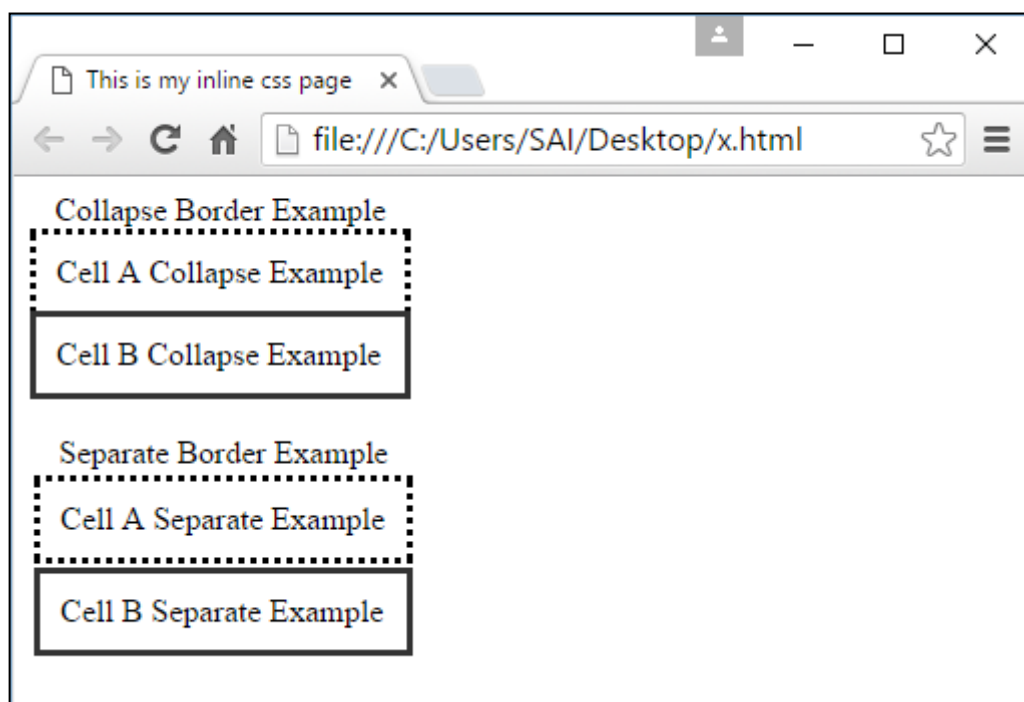 This is my inline css page
file:///C:/Users/SAI/Desktop/x.html
Collapse Border Example
Cell A Collapse Example
Cell B Collapse Example
Separate Border Example
Cell A Separate Example
Cell B Separate Example